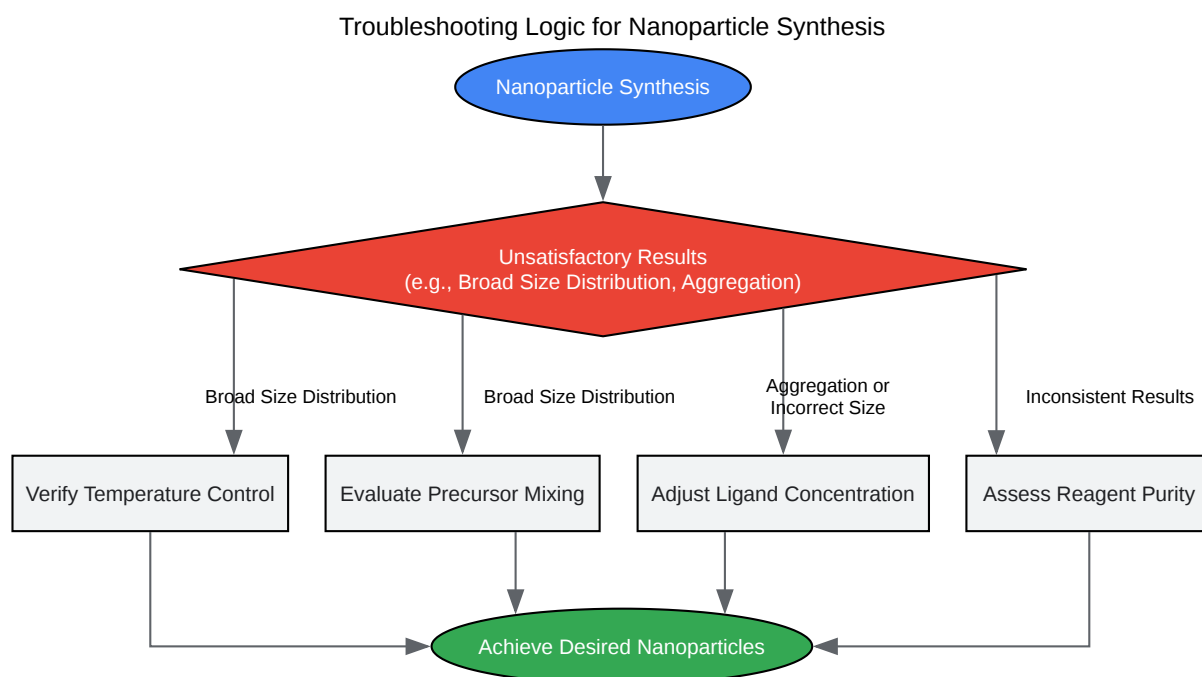 Troubleshooting Logic for Nanoparticle Synthesis
Nanoparticle Synthesis
Unsatisfactory Results
(e.g., Broad Size Distribution, Aggregation)
Broad Size Distribution
Broad Size Distribution
Aggregation or
Incorrect Size
Inconsistent Results
Verify Temperature Control
Evaluate Precursor Mixing
Adjust Ligand Concentration
Assess Reagent Purity
Achieve Desired Nanoparticles